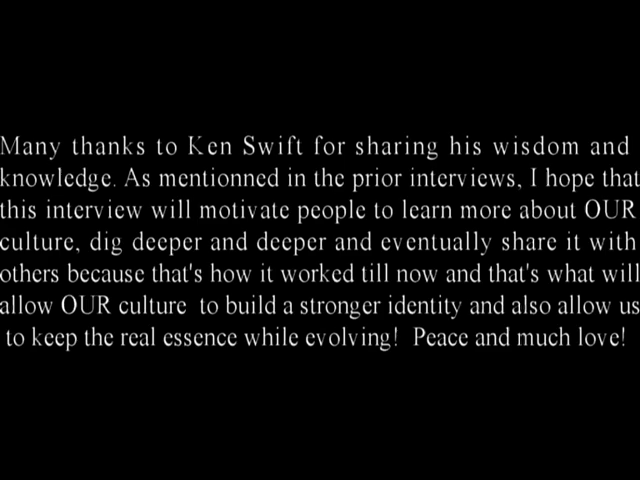 Many thanks to Ken Swift for sharing his wisdom and
knowledge. As mentionned in the prior interviews, I hope that
this interview will motivate people to learn more about OUR
culture, dig deeper and deeper and eventually share it with
others because that's how it worked till now and that's what will
allow OUR culture to build a stronger identity and also allow us
to keep the real essence while evolving! Peace and much love!